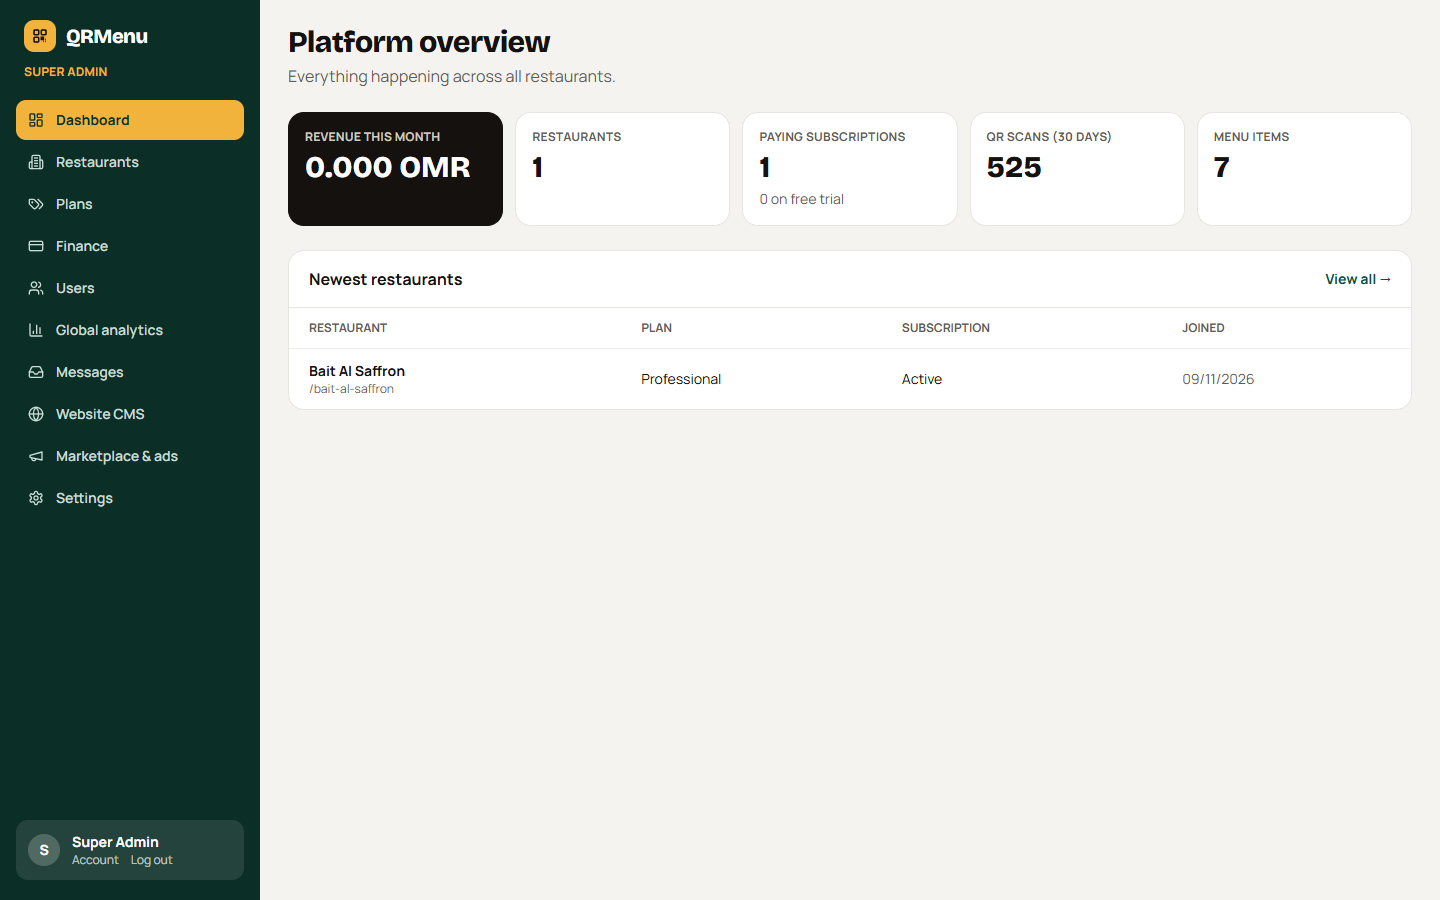 QRMenu
SUPER ADMIN
Dashboard
Restaurants
Plans
Finance
Users
Global analytics
Messages
Website CMS
Marketplace & ads
Settings
S
Super Admin
Account Log out
Platform overview
Everything happening across all restaurants.
REVENUE THIS MONTH
0.000 OMR
RESTAURANTS
1
PAYING SUBSCRIPTIONS
1
0 on free trial
QR SCANS (30 DAYS)
525
MENU ITEMS
7
Newest restaurants
View all →
RESTAURANT PLAN SUBSCRIPTION JOINED
Bait Al Saffron
/bait-al-saffron
Professional Active 09/11/2026